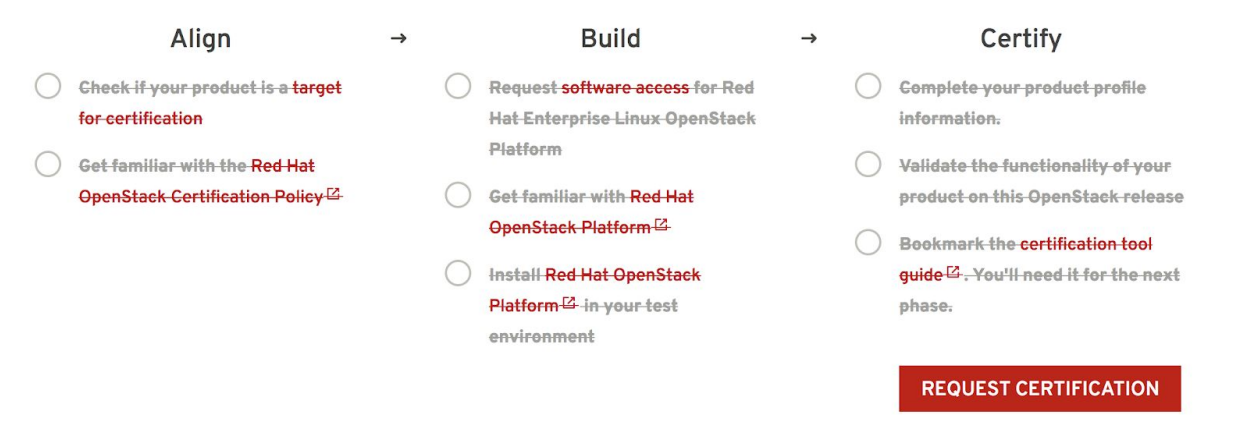 Align → Build → Certify
Check if your product is a target
for certification
Get familiar with the Red Hat
OpenStack Certification Policy
Request software access for Red
Hat Enterprise Linux OpenStack
Platform
Get familiar with Red Hat
OpenStack Platform
Install Red Hat OpenStack
Platform in your test
environment
Complete your product profile
information.
Validate the functionality of your
product on this OpenStack release
Bookmark the certification tool
guide . You'll need it for the next
phase.
REQUEST CERTIFICATION